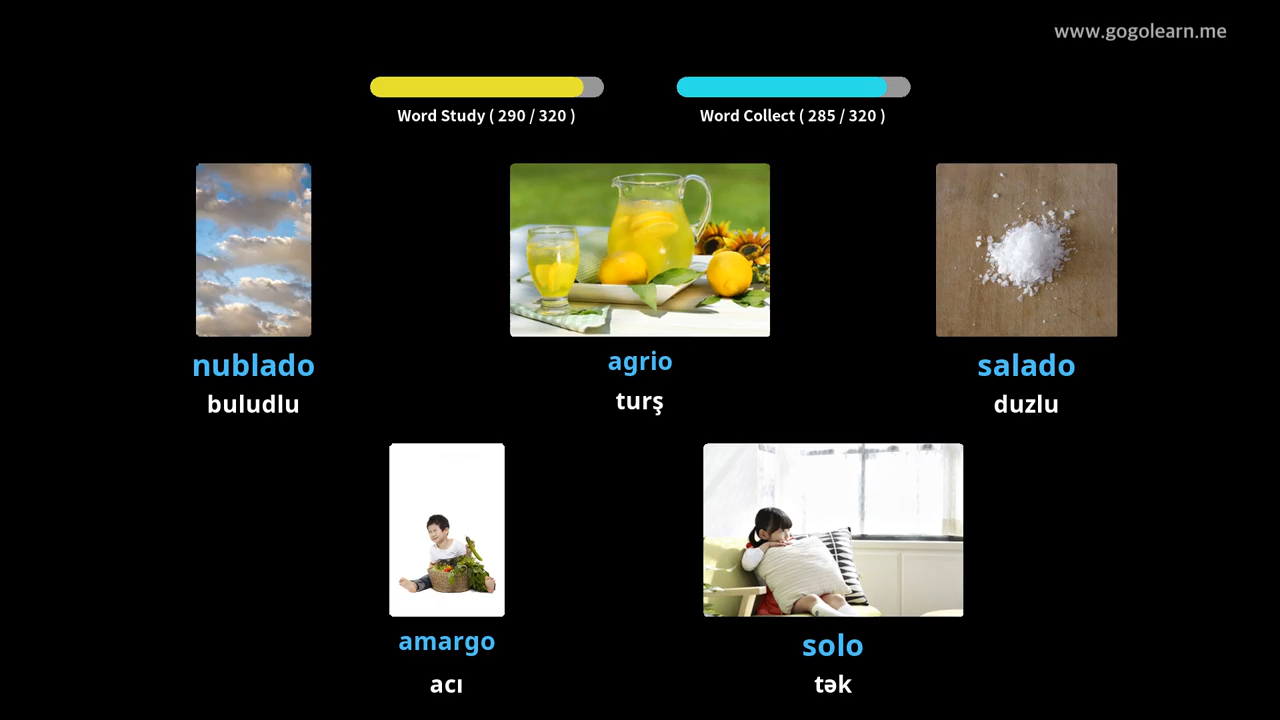 www.gogolearn.me
Word Study ( 290 / 320 )
Word Collect ( 285 / 320 )
nublado
buludlu
agrio
turş
salado
duzlu
amargo
acı
solo
tək